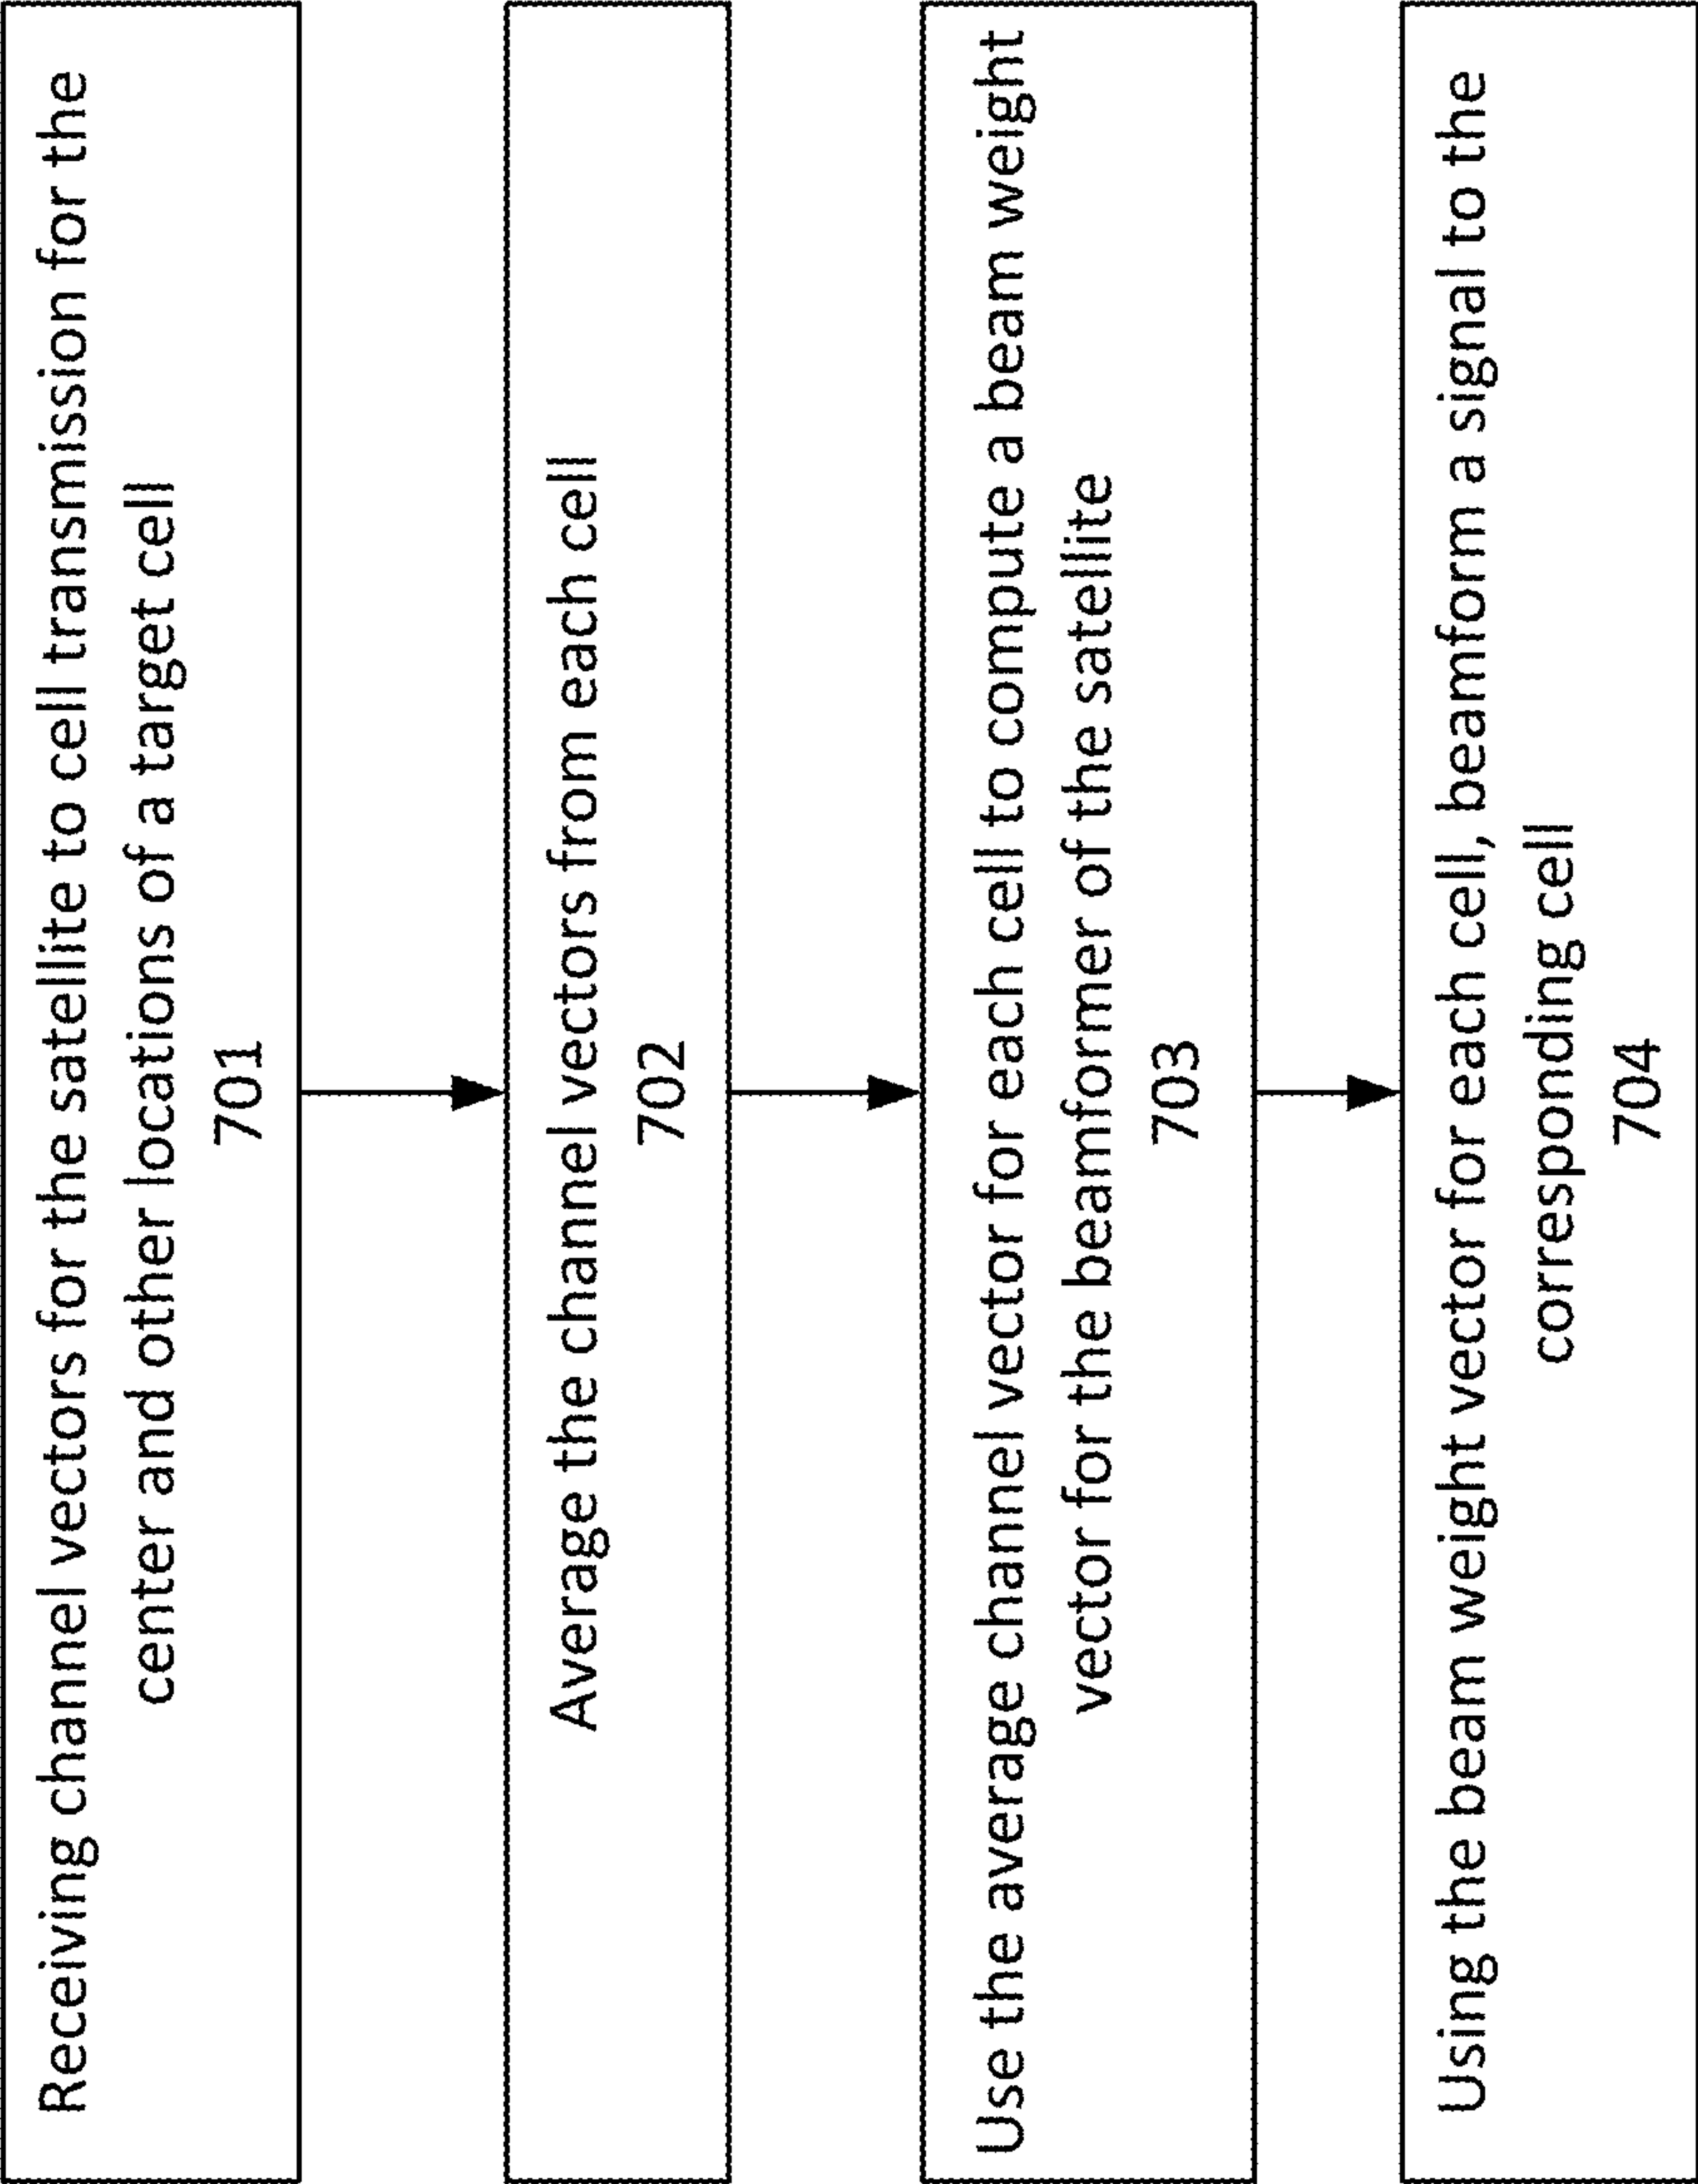 Receiving channel vectors for the satellite to cell transmission for the
center and other locations of a target cell
701
Average the channel vectors from each cell
702
Use the average channel vector for each cell to compute a beam weight
vector for the beamformer of the satellite
703
Using the beam weight vector for each cell, beamform a signal to the
corresponding cell
704